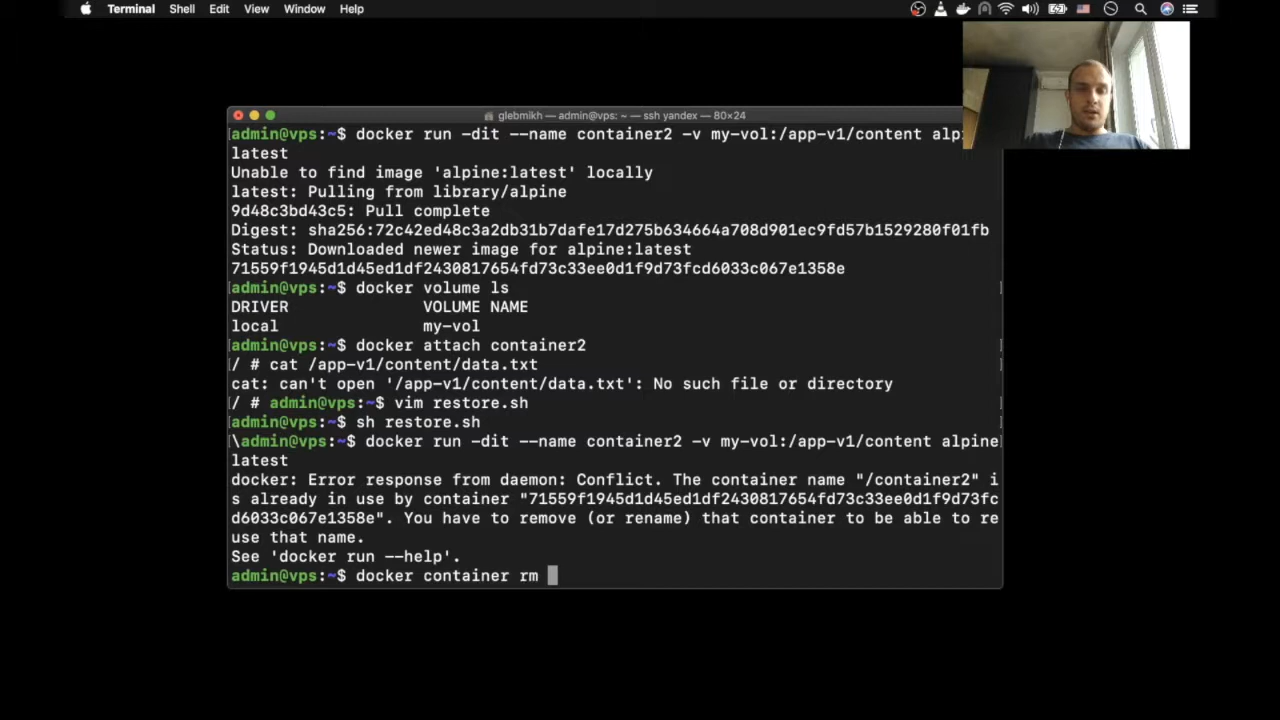 Terminal Shell Edit View Window Help
glebmikh — admin@vps: ~ — ssh yandex — 80×24
admin@vps:~$ docker run -dit --name container2 -v my-vol:/app-v1/content alpi
latest
Unable to find image 'alpine:latest' locally
latest: Pulling from library/alpine
9d48c3bd43c5: Pull complete
Digest: sha256:72c42ed48c3a2db31b7dafe17d275b634664a708d901ec9fd57b1529280f01fb
Status: Downloaded newer image for alpine:latest
71559f1945d1d45ed1df2430817654fd73c33ee0d1f9d73fcd6033c067e1358e
[admin@vps:~$ docker volume ls ]
DRIVER VOLUME NAME
local my-vol
[admin@vps:~$ docker attach container2 ]
[/ # cat /app-v1/content/data.txt ]
cat: can't open '/app-v1/content/data.txt': No such file or directory
[/ # admin@vps:~$ vim restore.sh ]
[admin@vps:~$ sh restore.sh ]
[\admin@vps:~$ docker run -dit --name container2 -v my-vol:/app-v1/content alpine
latest
docker: Error response from daemon: Conflict. The container name "/container2" i
s already in use by container "71559f1945d1d45ed1df2430817654fd73c33ee0d1f9d73fc
d6033c067e1358e". You have to remove (or rename) that container to be able to re
use that name.
See 'docker run --help'.
admin@vps:~$ docker container rm